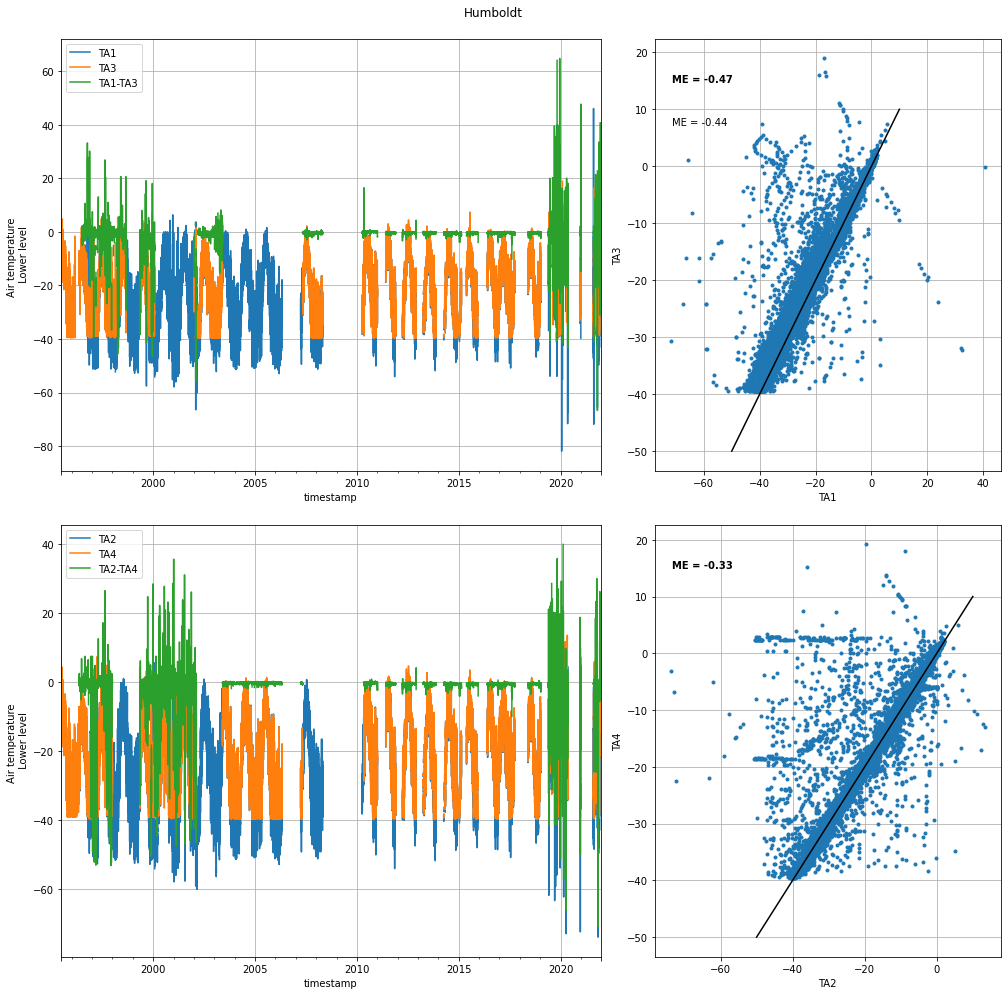 Humboldt
TA1
TA3
TA1-TA3
60
40
20
0
−20
−40
−60
−80
Air temperature
Lower level
2000
2005
2010
2015
2020
timestamp
ME = -0.47
ME = -0.44
20
10
0
−10
−20
−30
−40
−50
TA3
−60
−40
−20
0
20
40
TA1
TA2
TA4
TA2-TA4
40
20
0
−20
−40
−60
Air temperature
Lower level
2000
2005
2010
2015
2020
timestamp
ME = -0.33
20
10
0
−10
−20
−30
−40
−50
TA4
−60
−40
−20
0
TA2